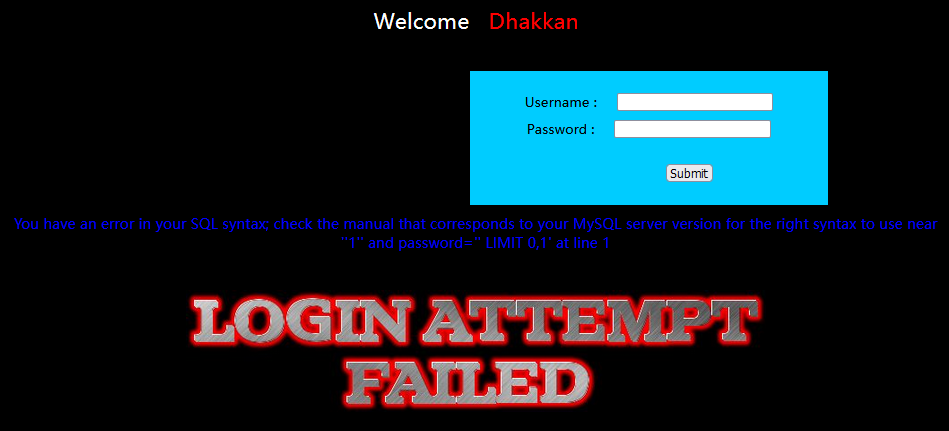 Welcome Dhakkan
Username :
Password :
Submit
You have an error in your SQL syntax; check the manual that corresponds to your MySQL server version for the right syntax to use near
''1'' and password='' LIMIT 0,1' at line 1
LOGIN ATTEMPT
FAILED